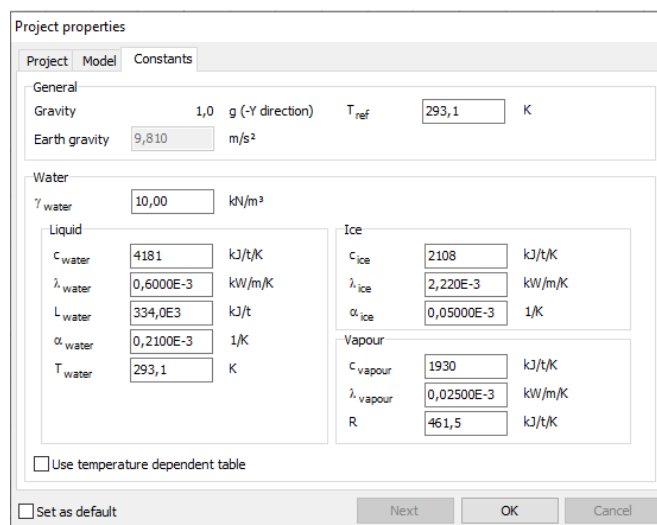 Project properties
Project Model Constants
General
Gravity 1,0 g (-Y direction) T ref 293,1 K
Earth gravity 9,810 m/s²
Water
γ water 10,00 kN/m³
Liquid
c water 4181 kJ/t/K
λ water 0,6000E-3 kW/m/K
L water 334,0E3 kJ/t
α water 0,2100E-3 1/K
T water 293,1 K
Ice
c ice 2108 kJ/t/K
λ ice 2,220E-3 kW/m/K
α ice 0,05000E-3 1/K
Vapour
c vapour 1930 kJ/t/K
λ vapour 0,02500E-3 kW/m/K
R 461,5 kJ/t/K
Use temperature dependent table
Set as default Next OK Cancel